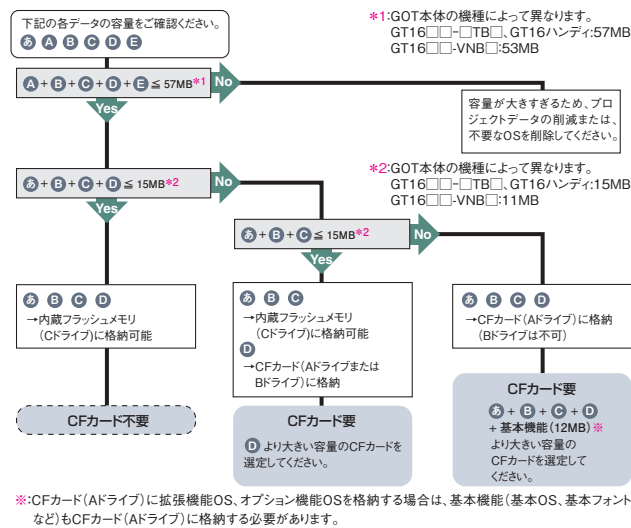 下記の各データの容量をご確認ください。
あ A B C D E
*1:GOT本体の機種によって異なります。
GT16□□-□TB□、GT16ハンディ:57MB
GT16□□-VNB□:53MB
A + B + C + D + E ≦ 57MB*1
No
Yes
容量が大きすぎるため、プロ
ジェクトデータの削減または、
不要なOSを削除してください。
*2:GOT本体の機種によって異なります。
GT16□□-□TB□、GT16ハンディ:15MB
GT16□□-VNB□:11MB
あ + B + C + D ≦ 15MB*2
No
Yes
あ + B + C ≦ 15MB*2
No
Yes
あ B C D
→内蔵フラッシュメモリ
(Cドライブ)に格納可能
あ B C
→内蔵フラッシュメモリ
(Cドライブ)に格納可能
D
→CFカード(Aドライブまたは
Bドライブ)に格納
あ B C D
→CFカード(Aドライブ)に格納
(Bドライブは不可)
CFカード不要
CFカード要
D より大きい容量のCFカードを
選定してください。
CFカード要
あ + B + C + D
+ 基本機能(12MB)※
より大きい容量の
CFカードを選定して
ください。
※:CFカード(Aドライブ)に拡張機能OS、オプション機能OSを格納する場合は、基本機能(基本OS、基本フォント
など)もCFカード(Aドライブ)に格納する必要があります。